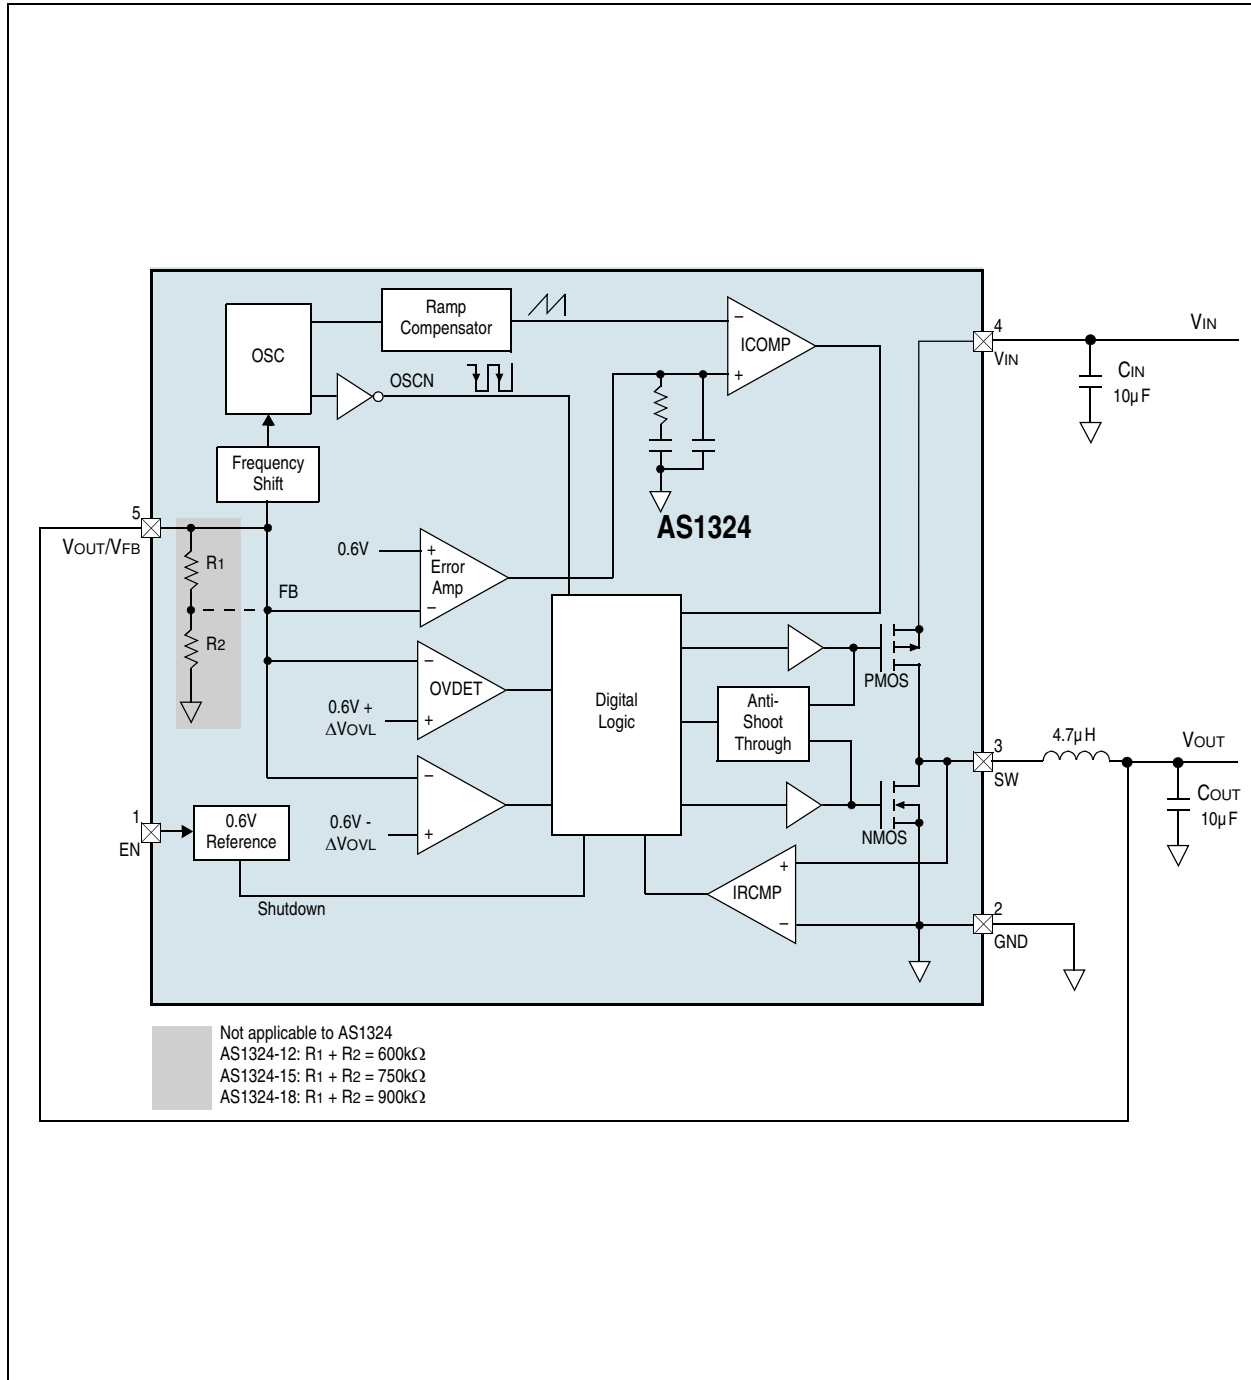 Ramp
Compensator
OSC
OSCN
ICOMP
−
+
4
VIN
VIN
CIN
10µF
Frequency
Shift
5
VOUT/VFB
R1
FB
R2
0.6V
+
Error
Amp
−
AS1324
−
OVDET
+
0.6V +
ΔVOVL
Digital
Logic
PMOS
Anti-
Shoot
Through
4.7µH
VOUT
3
SW
COUT
10µF
−
+
0.6V -
ΔVOVL
1
EN
0.6V
Reference
NMOS
Shutdown
+
IRCMP
−
2
GND
Not applicable to AS1324
AS1324-12: R1 + R2 = 600kΩ
AS1324-15: R1 + R2 = 750kΩ
AS1324-18: R1 + R2 = 900kΩ